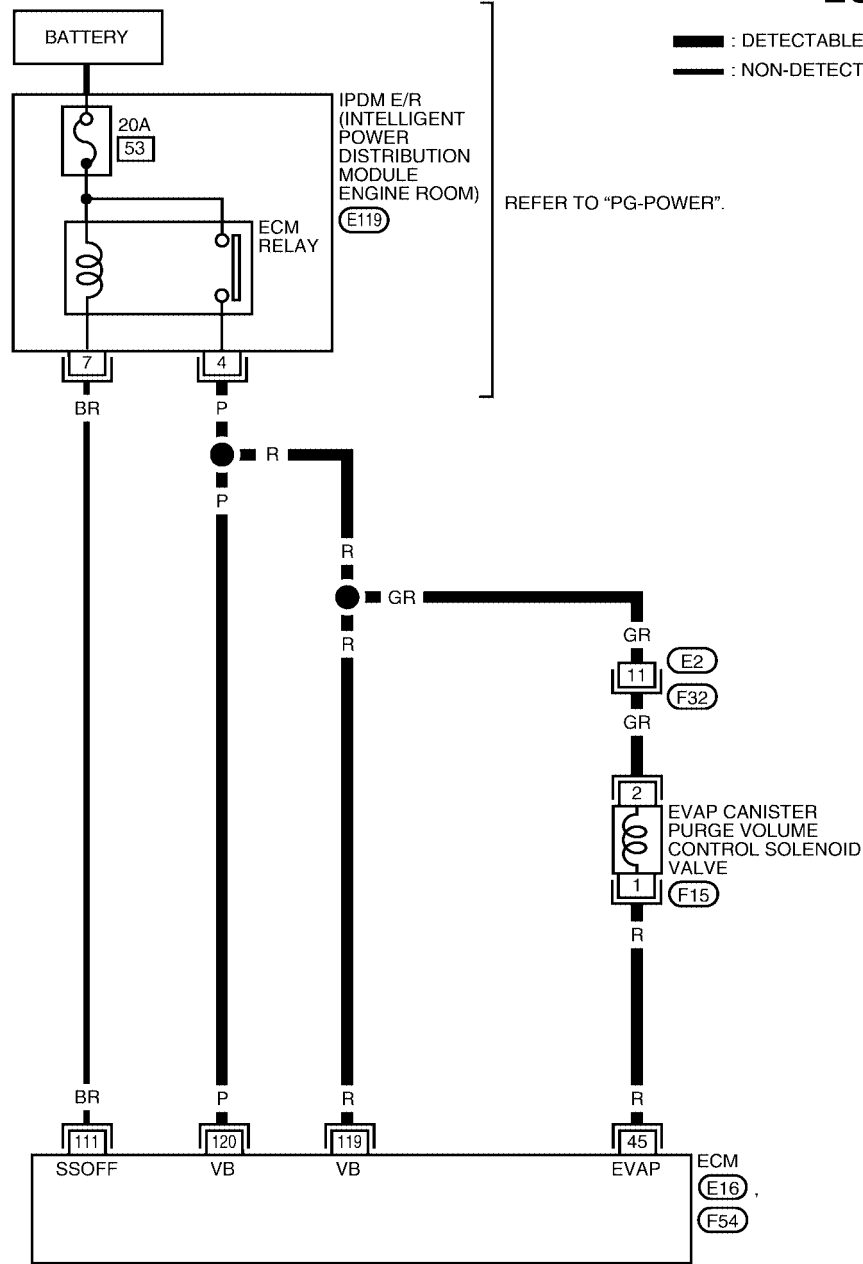 BATTERY
: DETECTABLE
: NON-DETECT
20A
53
IPDM E/R
(INTELLIGENT
POWER
DISTRIBUTION
MODULE
ENGINE ROOM)
E119
REFER TO “PG-POWER”.
ECM
RELAY
7
4
BR
P
R
P
R
GR
R
GR
11
E2
F32
GR
2
EVAP CANISTER
PURGE VOLUME
CONTROL SOLENOID
VALVE
1
F15
R
BR
P
R
R
111
120
119
45
SSOFF
VB
VB
EVAP
ECM
E16 ,
F54